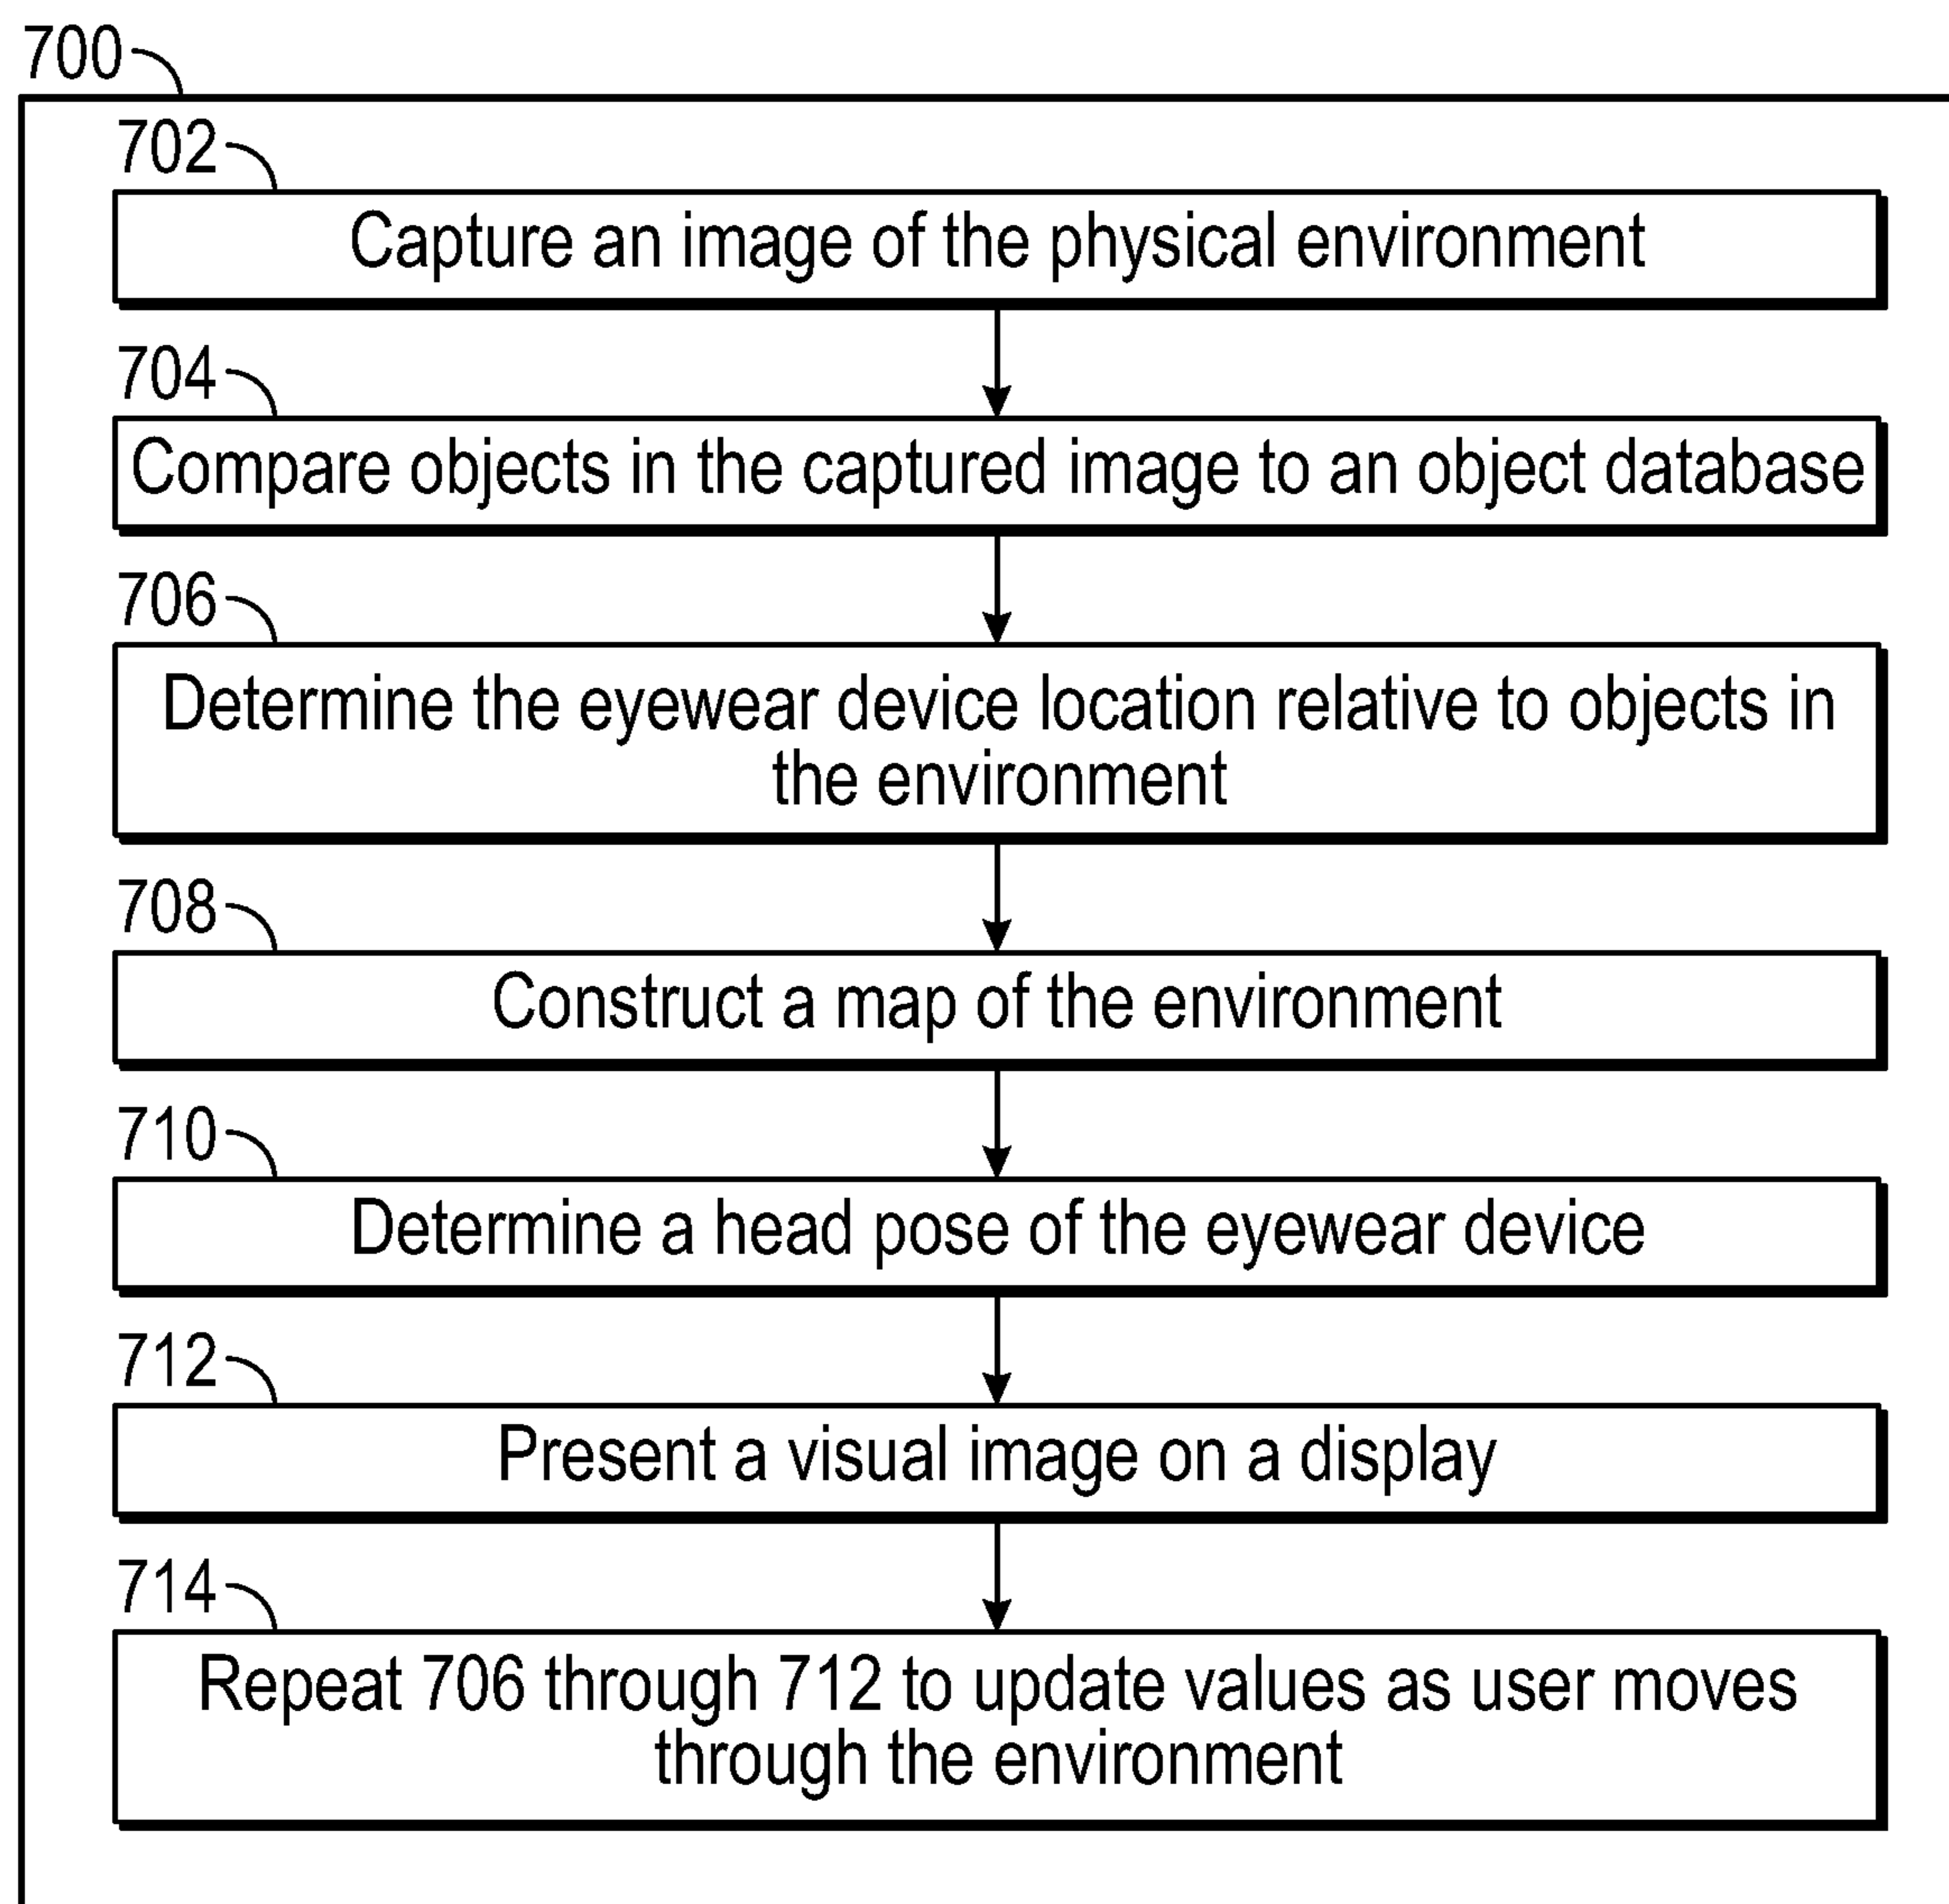 700
702
Capture an image of the physical environment
704
Compare objects in the captured image to an object database
706
Determine the eyewear device location relative to objects in
the environment
708
Construct a map of the environment
710
Determine a head pose of the eyewear device
712
Present a visual image on a display
714
Repeat 706 through 712 to update values as user moves
through the environment